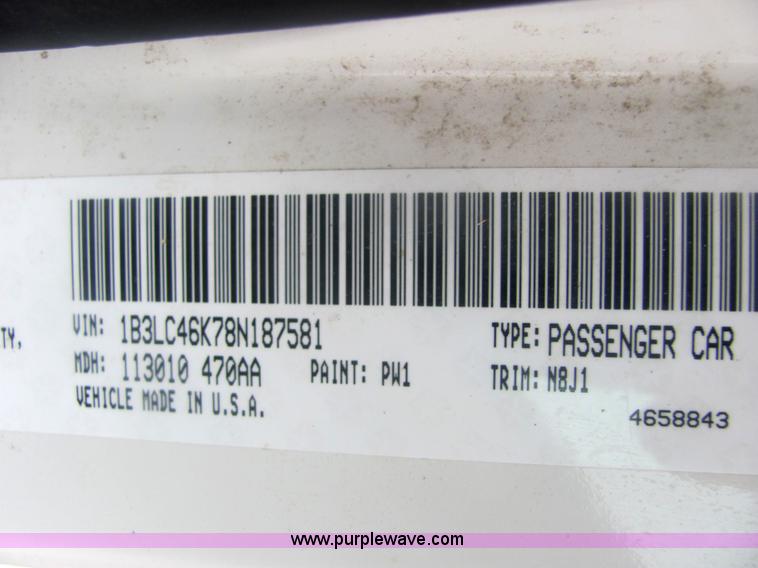 TY,
VIN: 1B3LC46K78N187581
TYPE: PASSENGER CAR
MDH: 113010 470AA PAINT: PW1 TRIM: N8J1
VEHICLE MADE IN U.S.A.
4658843
www.purplewave.com